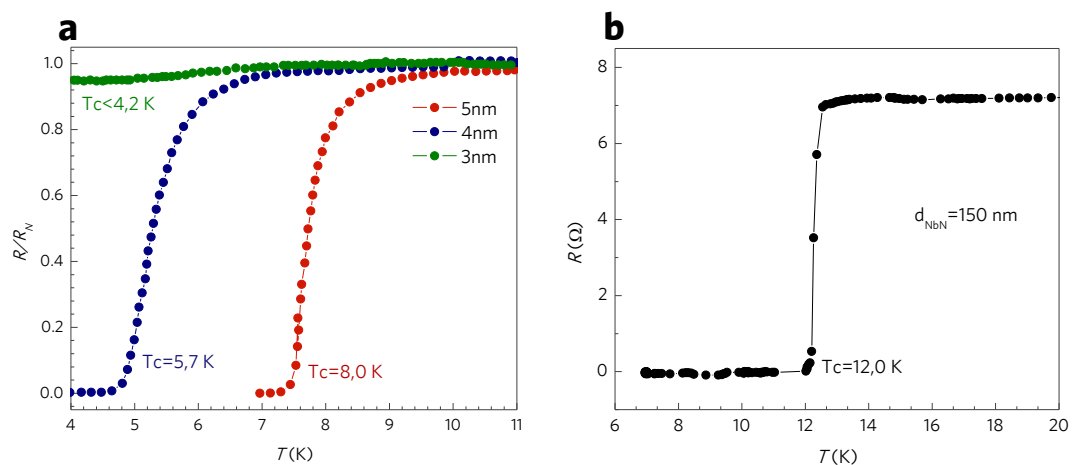 a
1.0
0.8
0.6
0.4
0.2
0.0
R/R_N
4 5 6 7 8 9 10 11
T (K)
Tc<4,2 K
5nm
4nm
3nm
Tc=5,7 K
Tc=8,0 K
b
8
6
4
2
0
R (Ω)
6 8 10 12 14 16 18 20
T (K)
d_NbN=150 nm
Tc=12,0 K